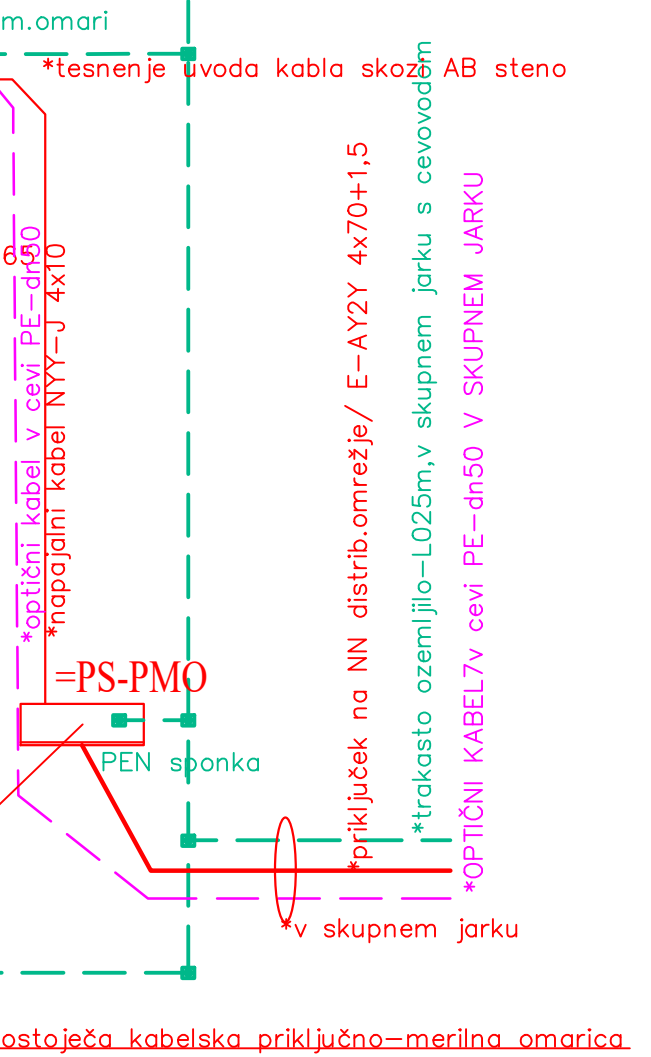 m.omari
*tesnenje uvoda kabla skozi AB steno
65
*optični kabel v cevi PE-dn50
*napajalni kabel NYY-J 4x10
*priključek na NN distrib.omrežje/ E-AY2Y 4x70+1,5
*trakasto ozemljilo-L025m,v skupnem jarku s cevovodom
*OPTIČNI KABEL7v cevi PE-dn50 V SKUPNEM JARKU
=PS-PMO
PEN sponka
*v skupnem jarku
ostoječa kabelska priključno-merilna omarica